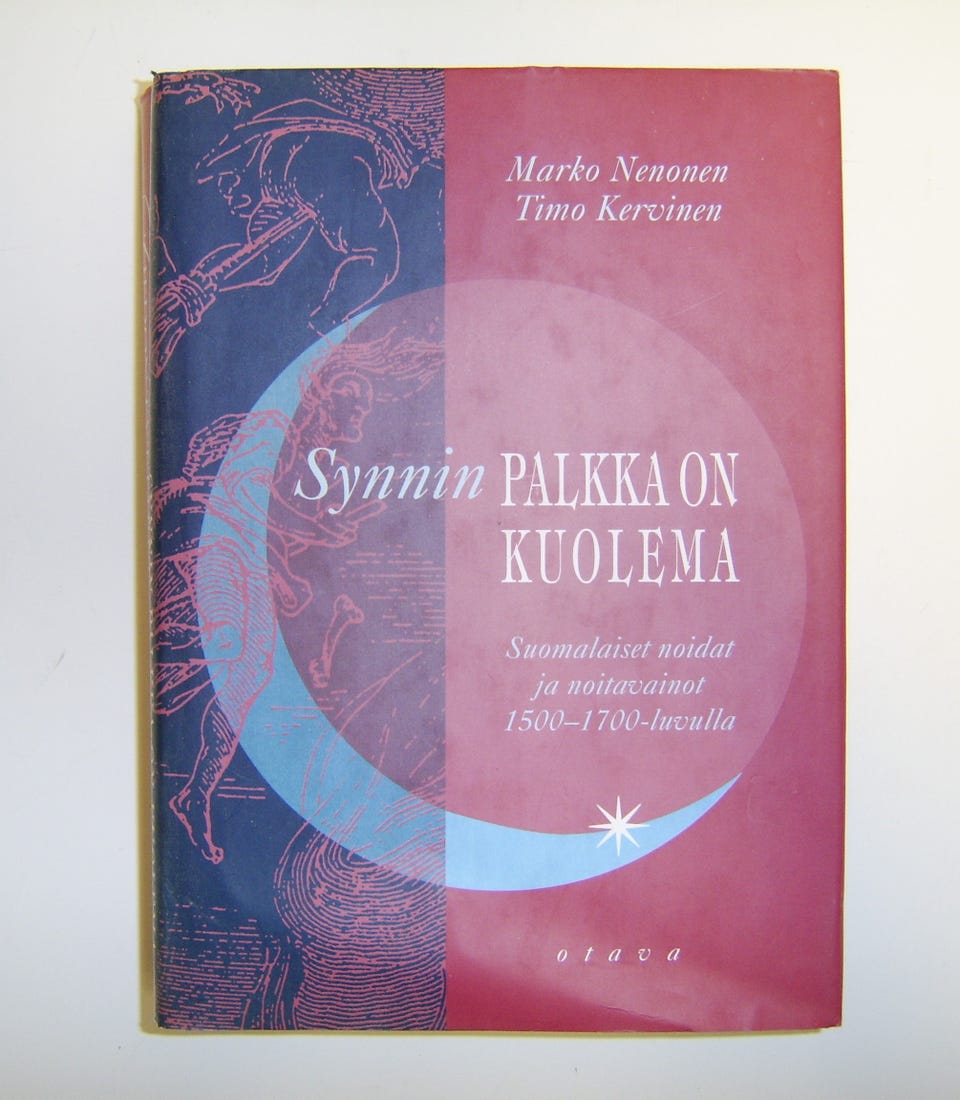 Marko Nenonen
Timo Kervinen
Synnin PALKKA ON
KUOLEMA
Suomalaiset noidat
ja noitavainot
1500–1700-luvulla
otava